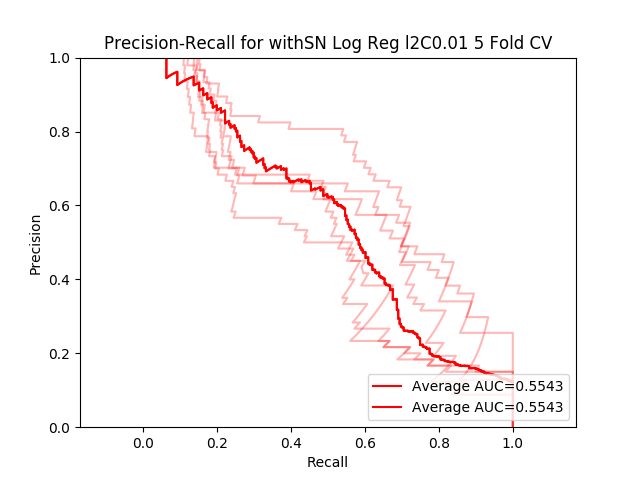 Precision-Recall for withSN Log Reg l2C0.01 5 Fold CV
Precision
1.0
0.8
0.6
0.4
0.2
0.0
0.0 0.2 0.4 0.6 0.8 1.0
Recall
Average AUC=0.5543
Average AUC=0.5543